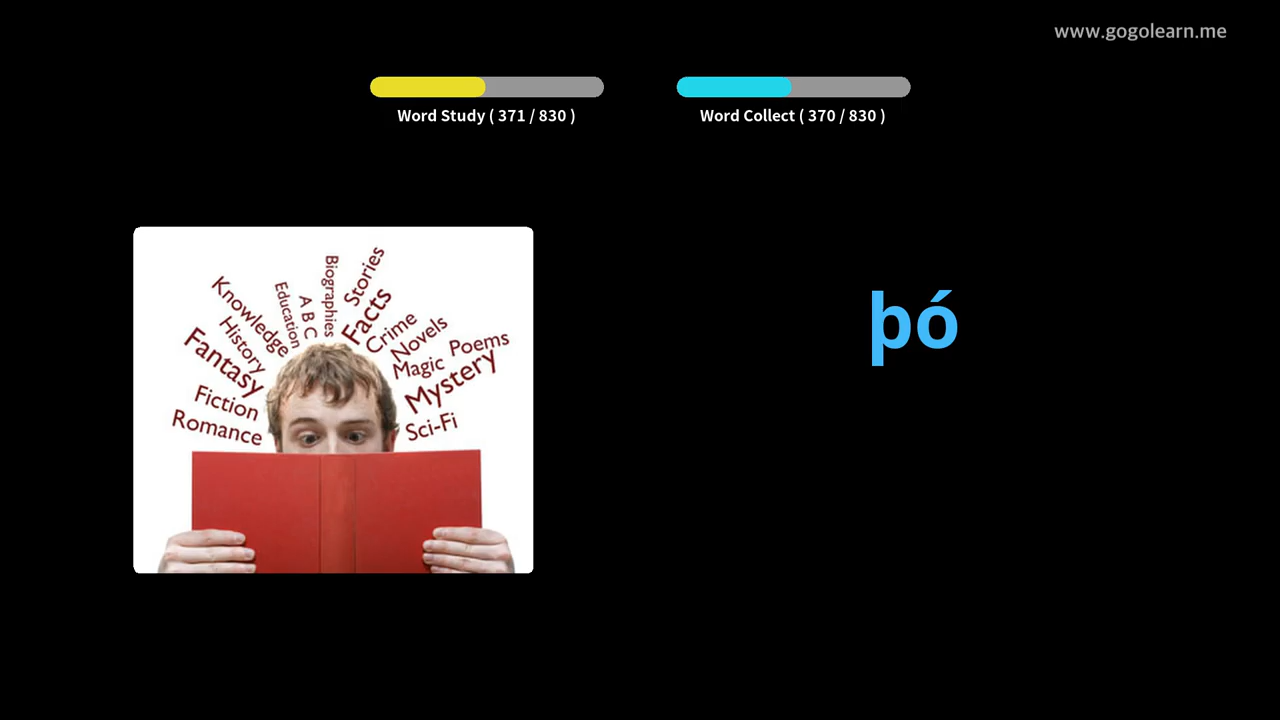 www.gogolearn.me
Word Study ( 371 / 830 )
Word Collect ( 370 / 830 )
Biographies
Stories
Education
A B C
Facts
Knowledge
Crime
History
Novels
Fantasy
Magic
Poems
Mystery
Fiction
Romance
Sci-Fi
þó